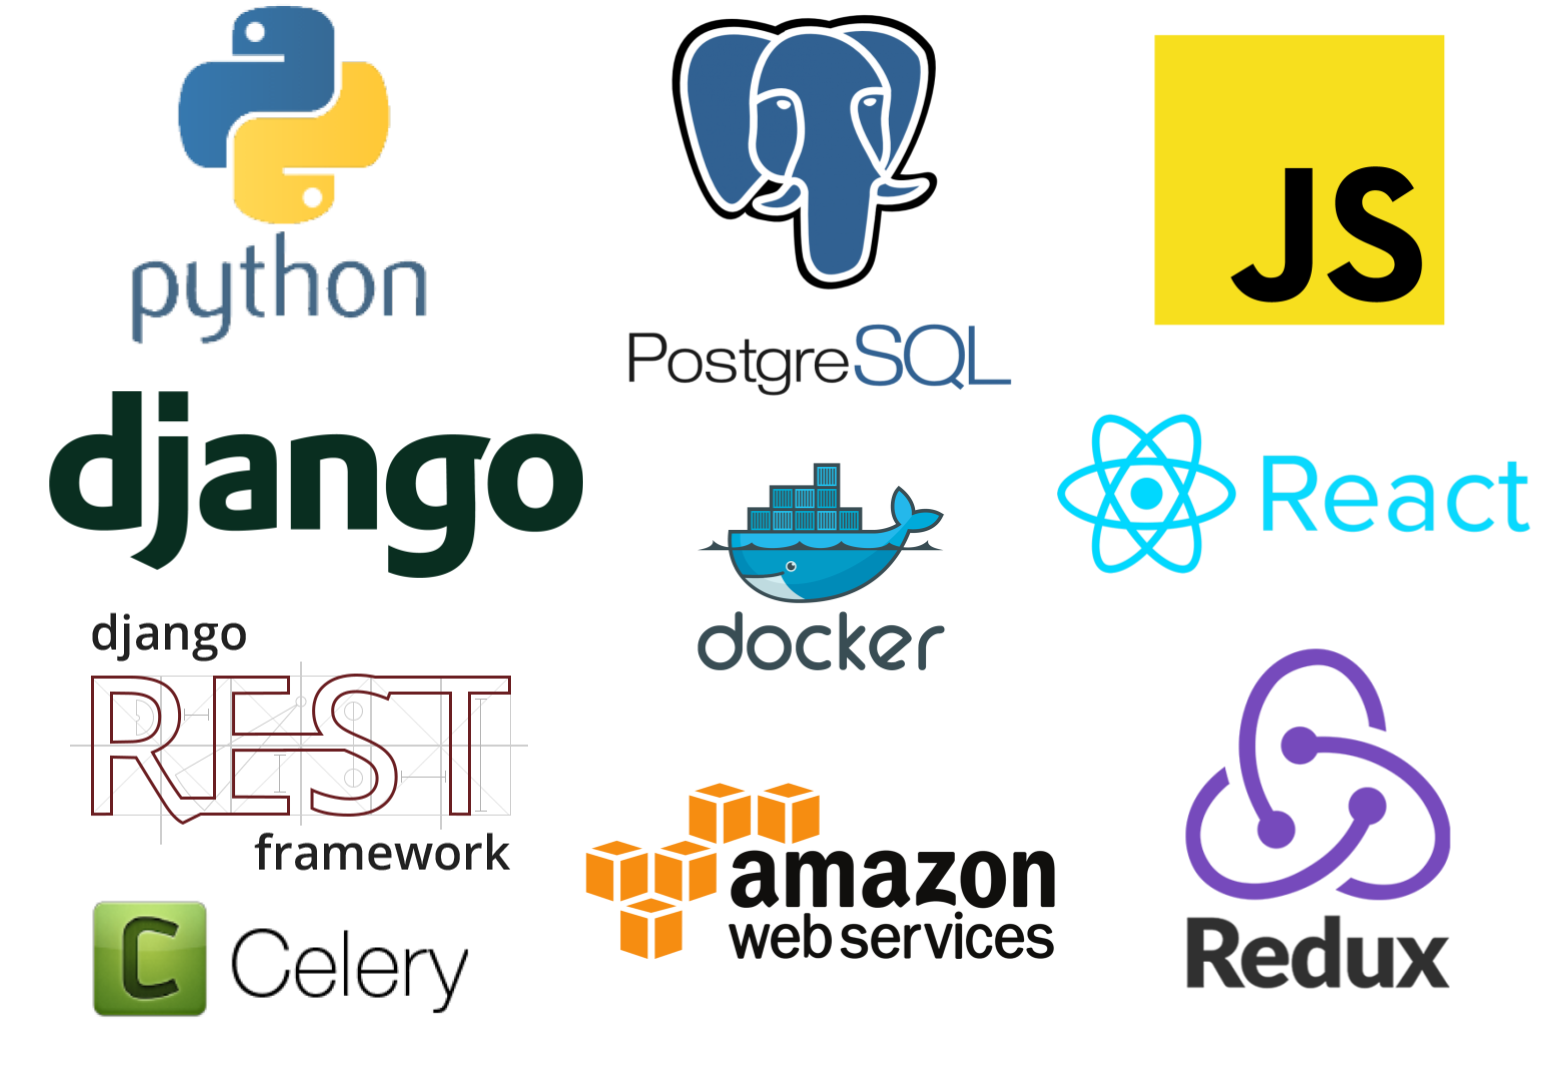 python
PostgreSQL
JS
django
docker
React
django
REST
framework
amazon
web services
Redux
C Celery